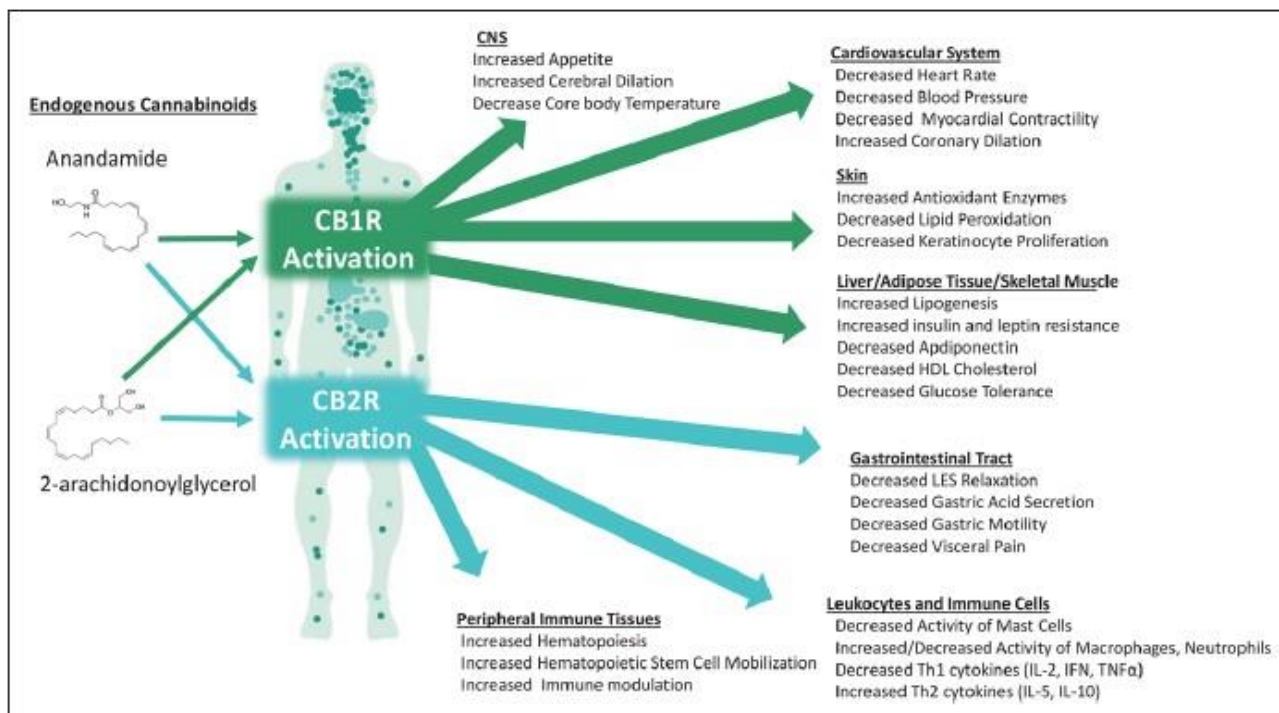 Endogenous Cannabinoids
Anandamide
HO
O
N
H
O
O
OH
OH
2-arachidonoylglycerol
CB1R
Activation
CB2R
Activation
CNS
Increased Appetite
Increased Cerebral Dilation
Decrease Core body Temperature
Cardiovascular System
Decreased Heart Rate
Decreased Blood Pressure
Decreased Myocardial Contractility
Increased Coronary Dilation
Skin
Increased Antioxidant Enzymes
Decreased Lipid Peroxidation
Decreased Keratinocyte Proliferation
Liver/Adipose Tissue/Skeletal Muscle
Increased Lipogenesis
Increased insulin and leptin resistance
Decreased Apdiponectin
Decreased HDL Cholesterol
Decreased Glucose Tolerance
Gastrointestinal Tract
Decreased LES Relaxation
Decreased Gastric Acid Secretion
Decreased Gastric Motility
Decreased Visceral Pain
Peripheral Immune Tissues
Increased Hematopoiesis
Increased Hematopoietic Stem Cell Mobilization
Increased Immune modulation
Leukocytes and Immune Cells
Decreased Activity of Mast Cells
Increased/Decreased Activity of Macrophages, Neutrophils
Decreased Th1 cytokines (IL-2, IFN, TNFα)
Increased Th2 cytokines (IL-5, IL-10)